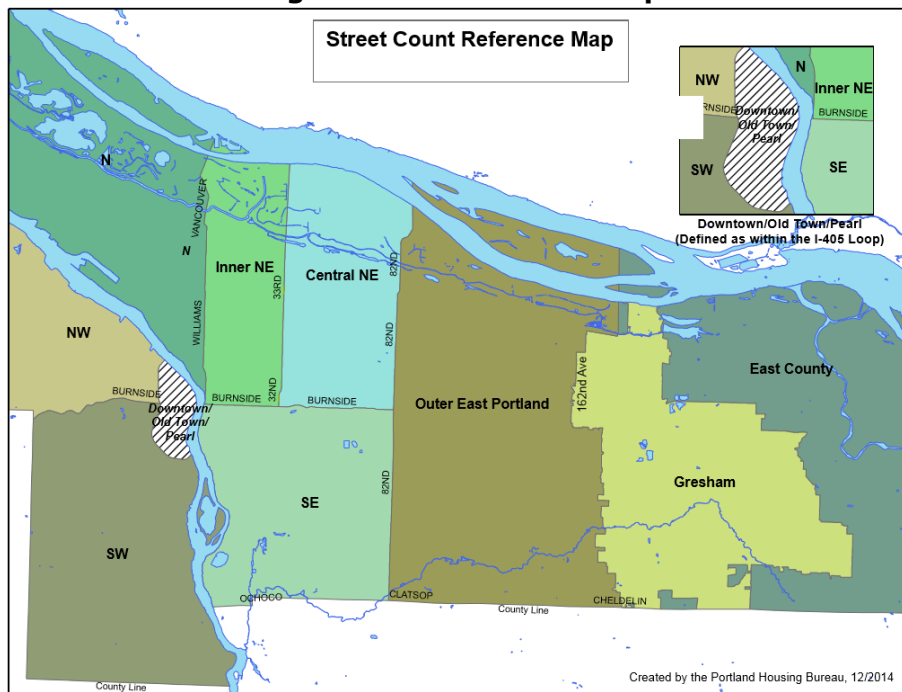 Street Count Reference Map
NW
N
Inner NE
BURNSIDE
Downtown/
Old Town/
Pearl
SW
SE
Downtown/Old Town/Pearl
(Defined as within the I-405 Loop)
N
VANCOUVER
N
Inner NE
33RD
Central NE
82ND
WILLIAMS
82ND
NW
162nd Ave
East County
BURNSIDE
BURNSIDE
32ND
BURNSIDE
Outer East Portland
Downtown/
Old Town/
Pearl
82ND
SE
Gresham
SW
OCHOCO
CLATSOP
CHELDELIN
County Line
County Line
Created by the Portland Housing Bureau, 12/2014